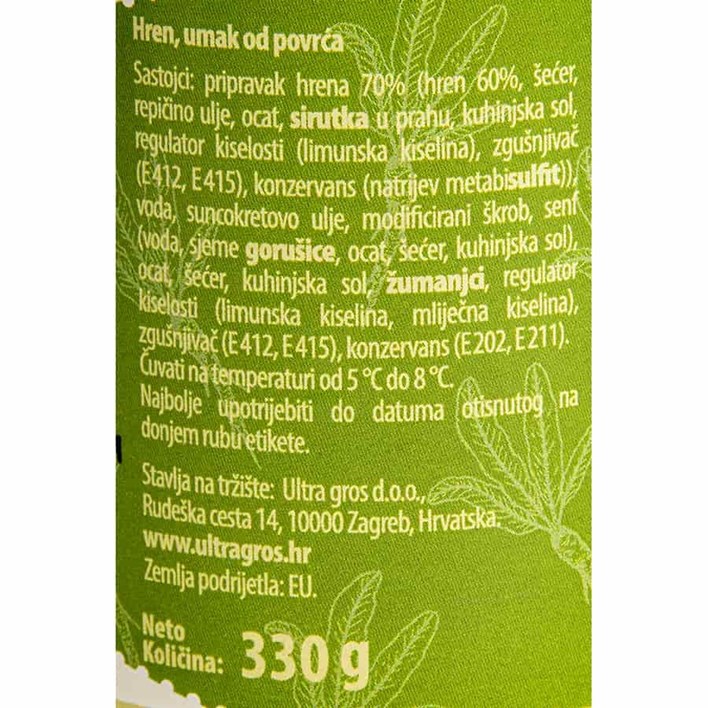 Hren, umak od povrća
Sastojci: pripravak hrena 70% (hren 60%, šećer,
repičino ulje, ocat, sirutka u prahu, kuhinjska sol,
regulator kiselosti (limunska kiselina), zgušnjivač
(E412, E415), konzervans (natrijev metabisulfit)),
voda, suncokretovo ulje, modificirani škrob, senf
(voda, sjeme gorušice, ocat, šećer, kuhinjska sol),
ocat, šećer, kuhinjska sol, žumanjci, regulator
kiselosti (limunska kiselina, mliječna kiselina),
zgušnjivač (E412, E415), konzervans (E202, E211).
Čuvati na temperaturi od 5 °C do 8 °C.
Najbolje upotrijebiti do datuma otisnutog na
donjem rubu etikete.
Stavlja na tržište: Ultra gros d.o.o.,
Rudeška cesta 14, 10000 Zagreb, Hrvatska.
www.ultragros.hr
Zemlja podrijetla: EU.
Neto
Količina: 330 g